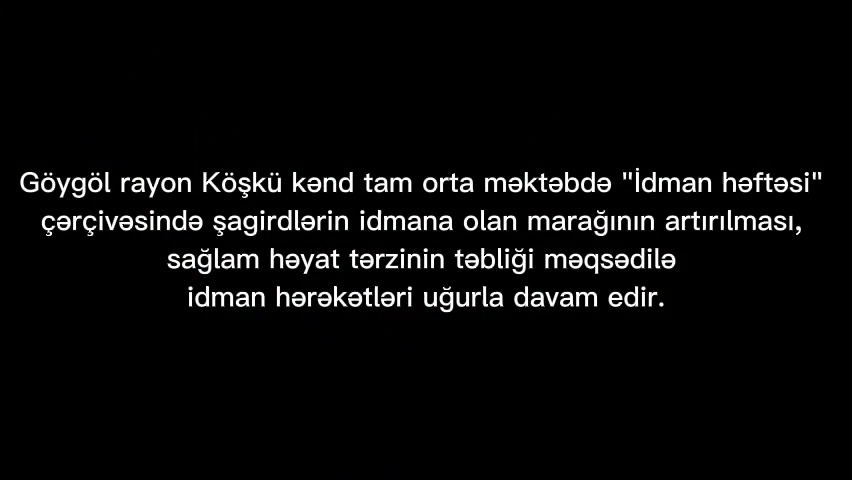 Göygöl rayon Köşkü kənd tam orta məktəbdə "İdman həftəsi"
çərçivəsində şagirdlərin idmana olan marağının artırılması,
sağlam həyat tərzinin təbliği məqsədilə
idman hərəkətləri uğurla davam edir.